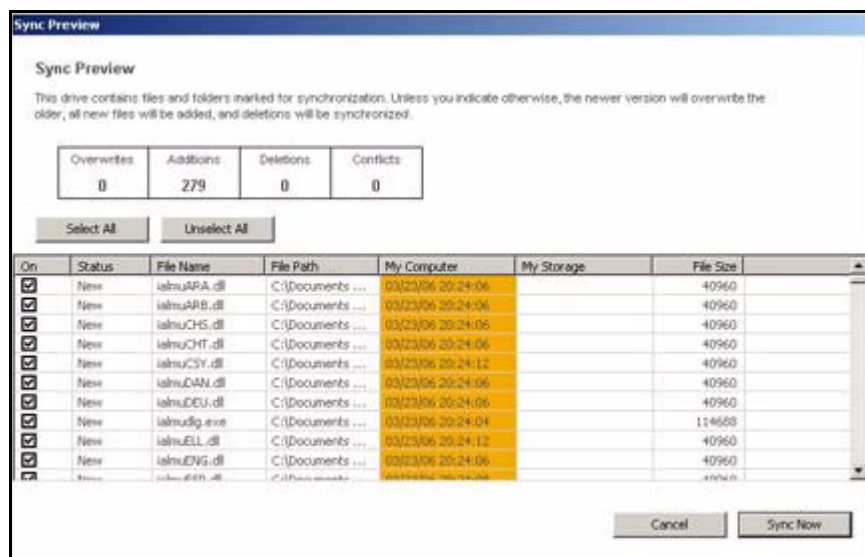 Sync Preview
Sync Preview
This drive contains files and folders marked for synchronization. Unless you indicate otherwise, the newer version will overwrite the
older, all new files will be added, and deletions will be synchronized.
Overwrites Additioins Deletions Conflicts
0 279 0 0
Select All Unselect All
On Status File Name File Path My Computer My Storage File Size
New ialmuARA.dll C:\Documents ... 03/23/06 20:24:06 40960
New ialmuARB.dll C:\Documents ... 03/23/06 20:24:06 40960
New ialmuCHS.dll C:\Documents ... 03/23/06 20:24:06 40960
New ialmuCHT.dll C:\Documents ... 03/23/06 20:24:06 40960
New ialmuCSY.dll C:\Documents ... 03/23/06 20:24:12 40960
New ialmuDAN.dll C:\Documents ... 03/23/06 20:24:06 40960
New ialmuDEU.dll C:\Documents ... 03/23/06 20:24:06 40960
New ialmudlg.exe C:\Documents ... 03/23/06 20:24:04 114688
New ialmuELL.dll C:\Documents ... 03/23/06 20:24:12 40960
New ialmuENG.dll C:\Documents ... 03/23/06 20:24:06 40960
Cancel Sync Now